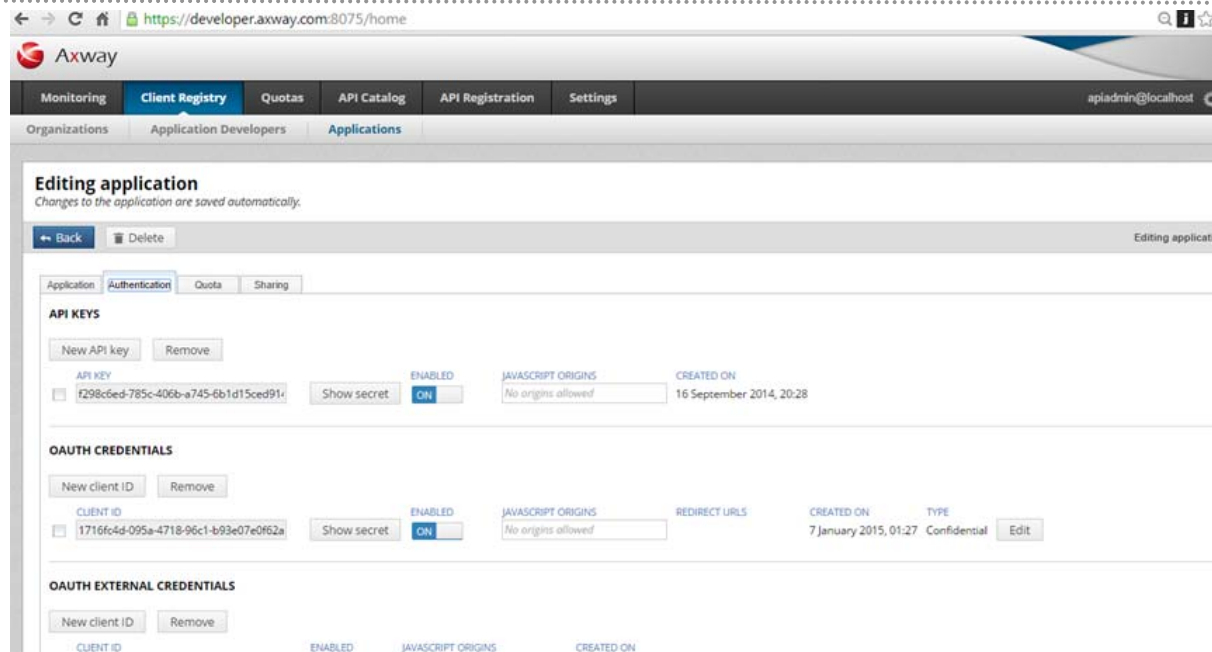 https://developer.axway.com:8075/home
Axway
Monitoring Client Registry Quotas API Catalog API Registration Settings apiadmin@localhost
Organizations Application Developers Applications
Editing application
Changes to the application are saved automatically.
Back Delete Editing applicat
Application Authentication Quota Sharing
API KEYS
New API key Remove
API KEY ENABLED JAVASCRIPT ORIGINS CREATED ON
f298c6ed-785c-406b-a745-6b1d15ced914 Show secret ON No origins allowed 16 September 2014, 20:28
OAUTH CREDENTIALS
New client ID Remove
CLIENT ID ENABLED JAVASCRIPT ORIGINS REDIRECT URLS CREATED ON TYPE
1716fc4d-095a-4718-96c1-b93e07e0f62a Show secret ON No origins allowed 7 January 2015, 01:27 Confidential Edit
OAUTH EXTERNAL CREDENTIALS
New client ID Remove
CLIENT ID ENABLED JAVASCRIPT ORIGINS CREATED ON